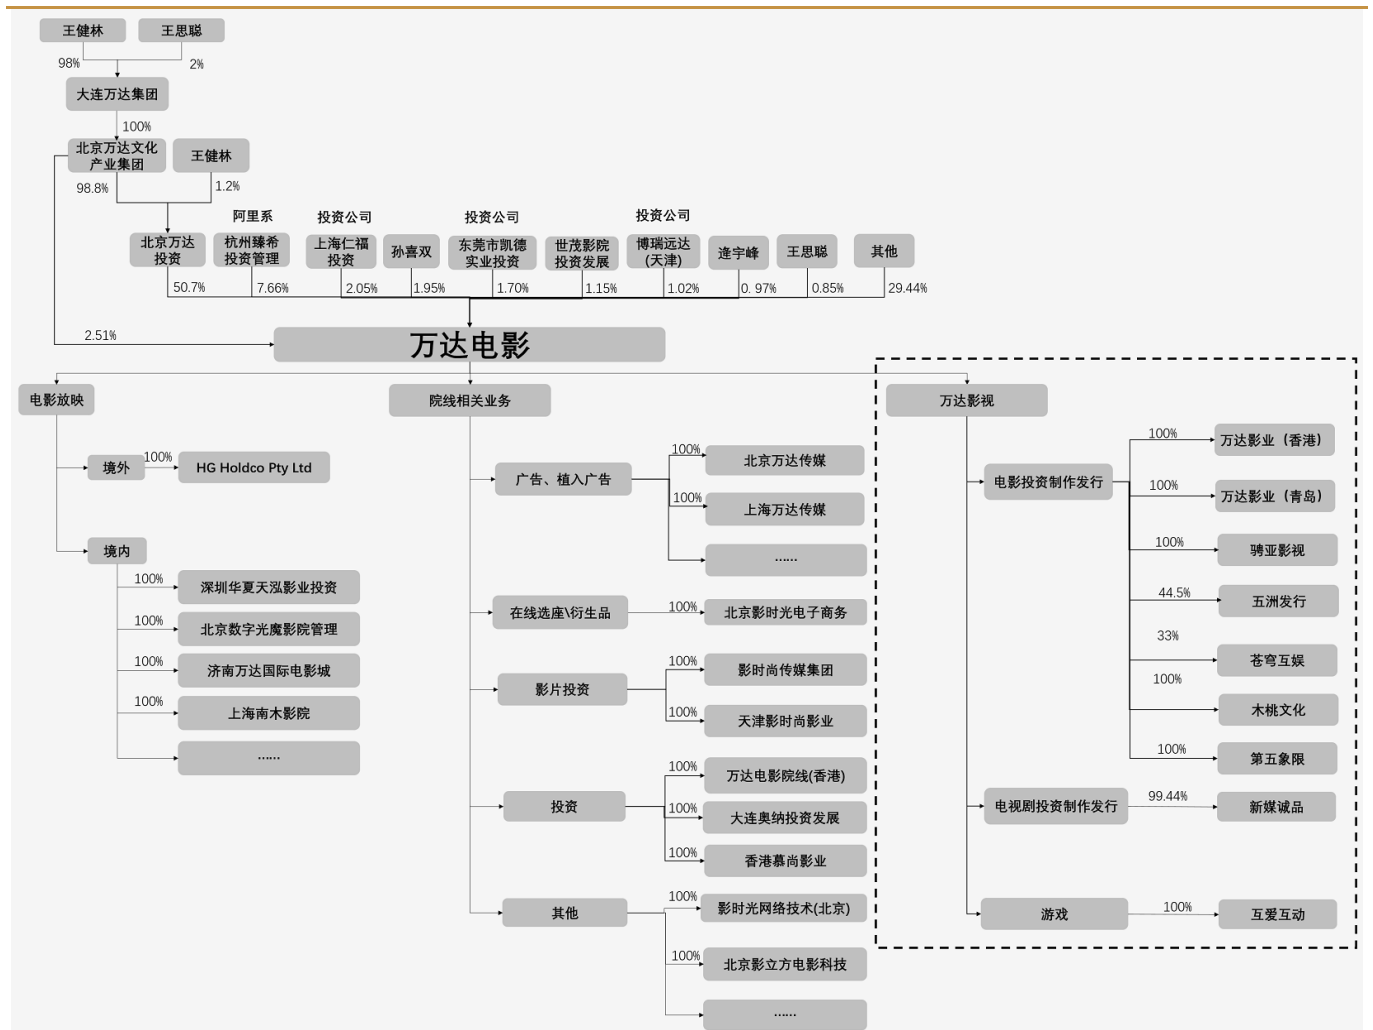 王健林
王思聪
98%
2%
大连万达集团
100%
北京万达文化
产业集团
王健林
98.8%
1.2%
阿里系
投资公司
投资公司
投资公司
北京万达
投资
杭州臻希
投资管理
上海仁福
投资
孙喜双
东莞市凯德
实业投资
世茂影院
投资发展
博瑞远达
(天津)
逄宇峰
王思聪
其他
50.7%
7.66%
2.05%
1.95%
1.70%
1.15%
1.02%
0. 97%
0.85%
29.44%
2.51%
万达电影
电影放映
境外
100%
HG Holdco Pty Ltd
境内
100%
深圳华夏天泓影业投资
100%
北京数字光魔影院管理
100%
济南万达国际电影城
100%
上海南木影院
……
院线相关业务
广告、植入广告
100%
北京万达传媒
100%
上海万达传媒
……
在线选座\衍生品
100%
北京影时光电子商务
影片投资
100%
影时尚传媒集团
100%
天津影时尚影业
投资
100%
万达电影院线(香港)
100%
大连奥纳投资发展
100%
香港慕尚影业
其他
100%
影时光网络技术(北京)
100%
北京影立方电影科技
……
万达影视
电影投资制作发行
100%
万达影业（香港）
100%
万达影业（青岛）
100%
骋亚影视
44.5%
五洲发行
33%
苍穹互娱
100%
木桃文化
100%
第五象限
电视剧投资制作发行
99.44%
新媒诚品
游戏
100%
互爱互动